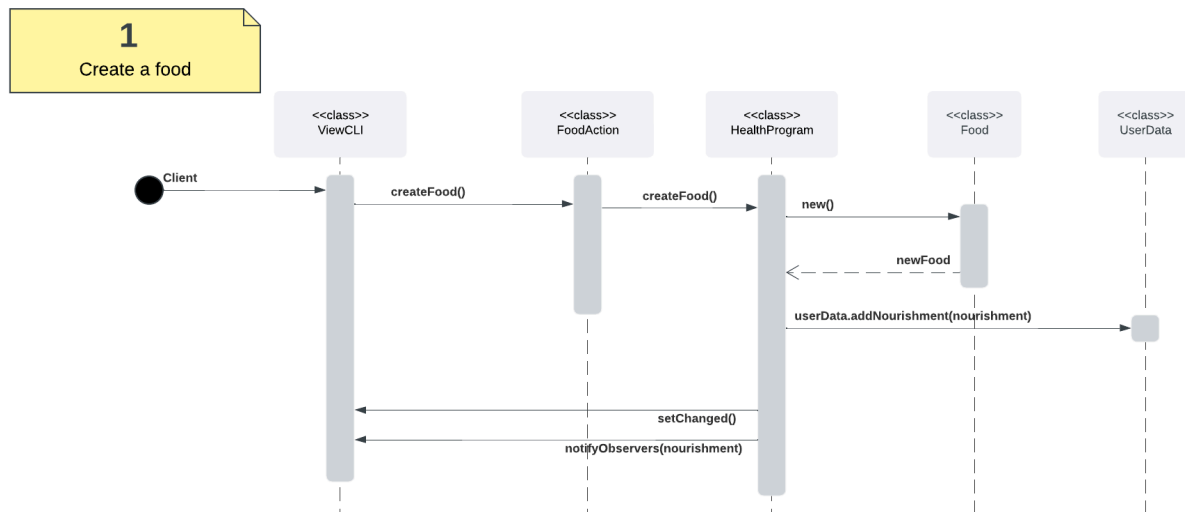 1
Create a food
<<class>>
ViewCLI
<<class>>
FoodAction
<<class>>
HealthProgram
<<class>>
Food
<<class>>
UserData
Client
createFood()
createFood()
new()
newFood
userData.addNourishment(nourishment)
setChanged()
notifyObservers(nourishment)